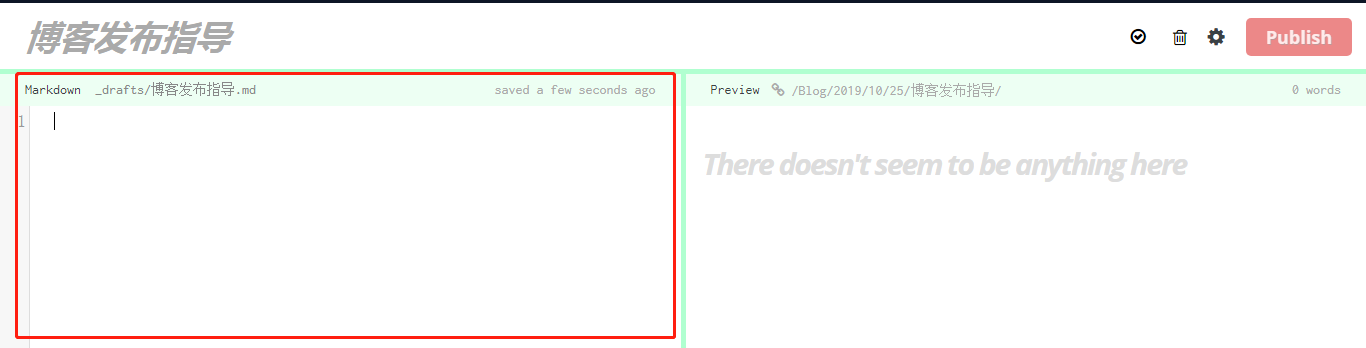 博客发布指导
Publish
Markdown _drafts/博客发布指导.md saved a few seconds ago
Preview /Blog/2019/10/25/博客发布指导/ 0 words
1
There doesn't seem to be anything here